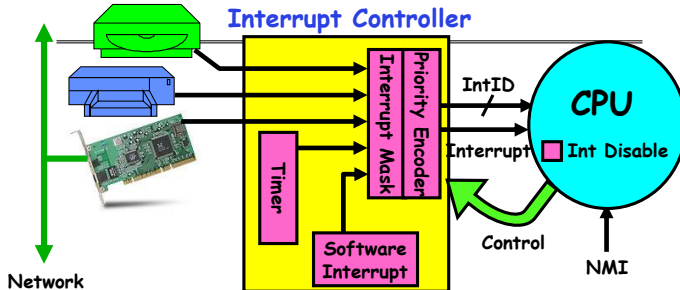 Interrupt Controller
Interrupt Mask
Priority Encoder
IntID
CPU
Interrupt
Int Disable
Timer
Software
Interrupt
Control
NMI
Network